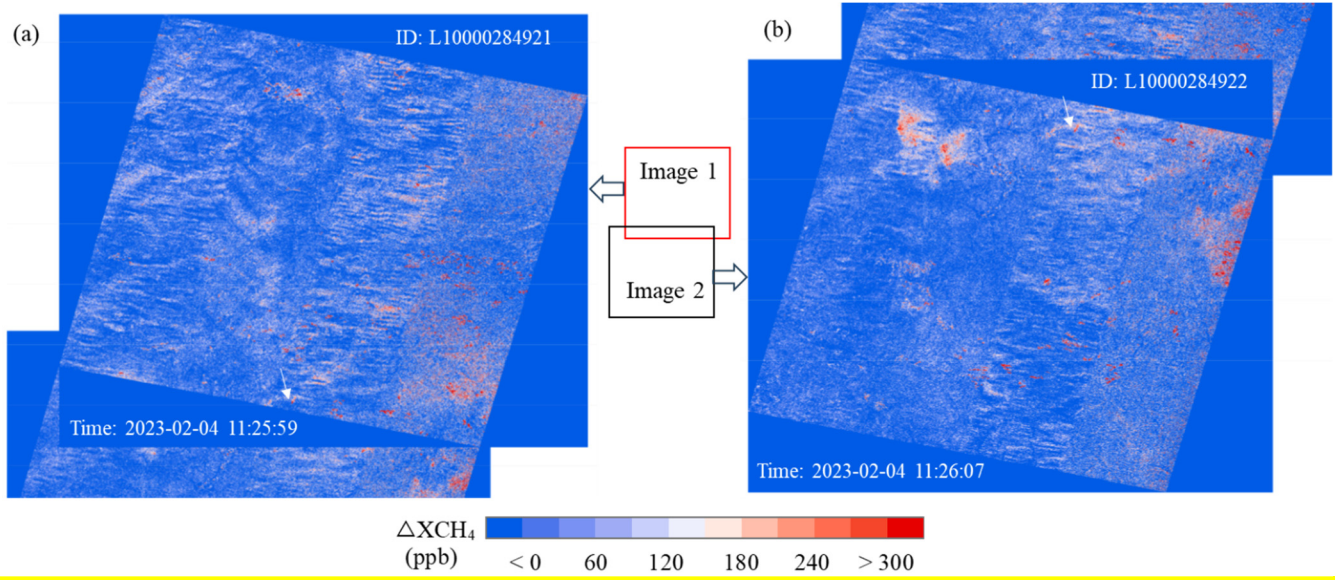 (a)
ID: L10000284921
Time: 2023-02-04 11:25:59
Image 1
Image 2
(b)
ID: L10000284922
Time: 2023-02-04 11:26:07
△XCH₄
(ppb)
< 0 60 120 180 240 > 300